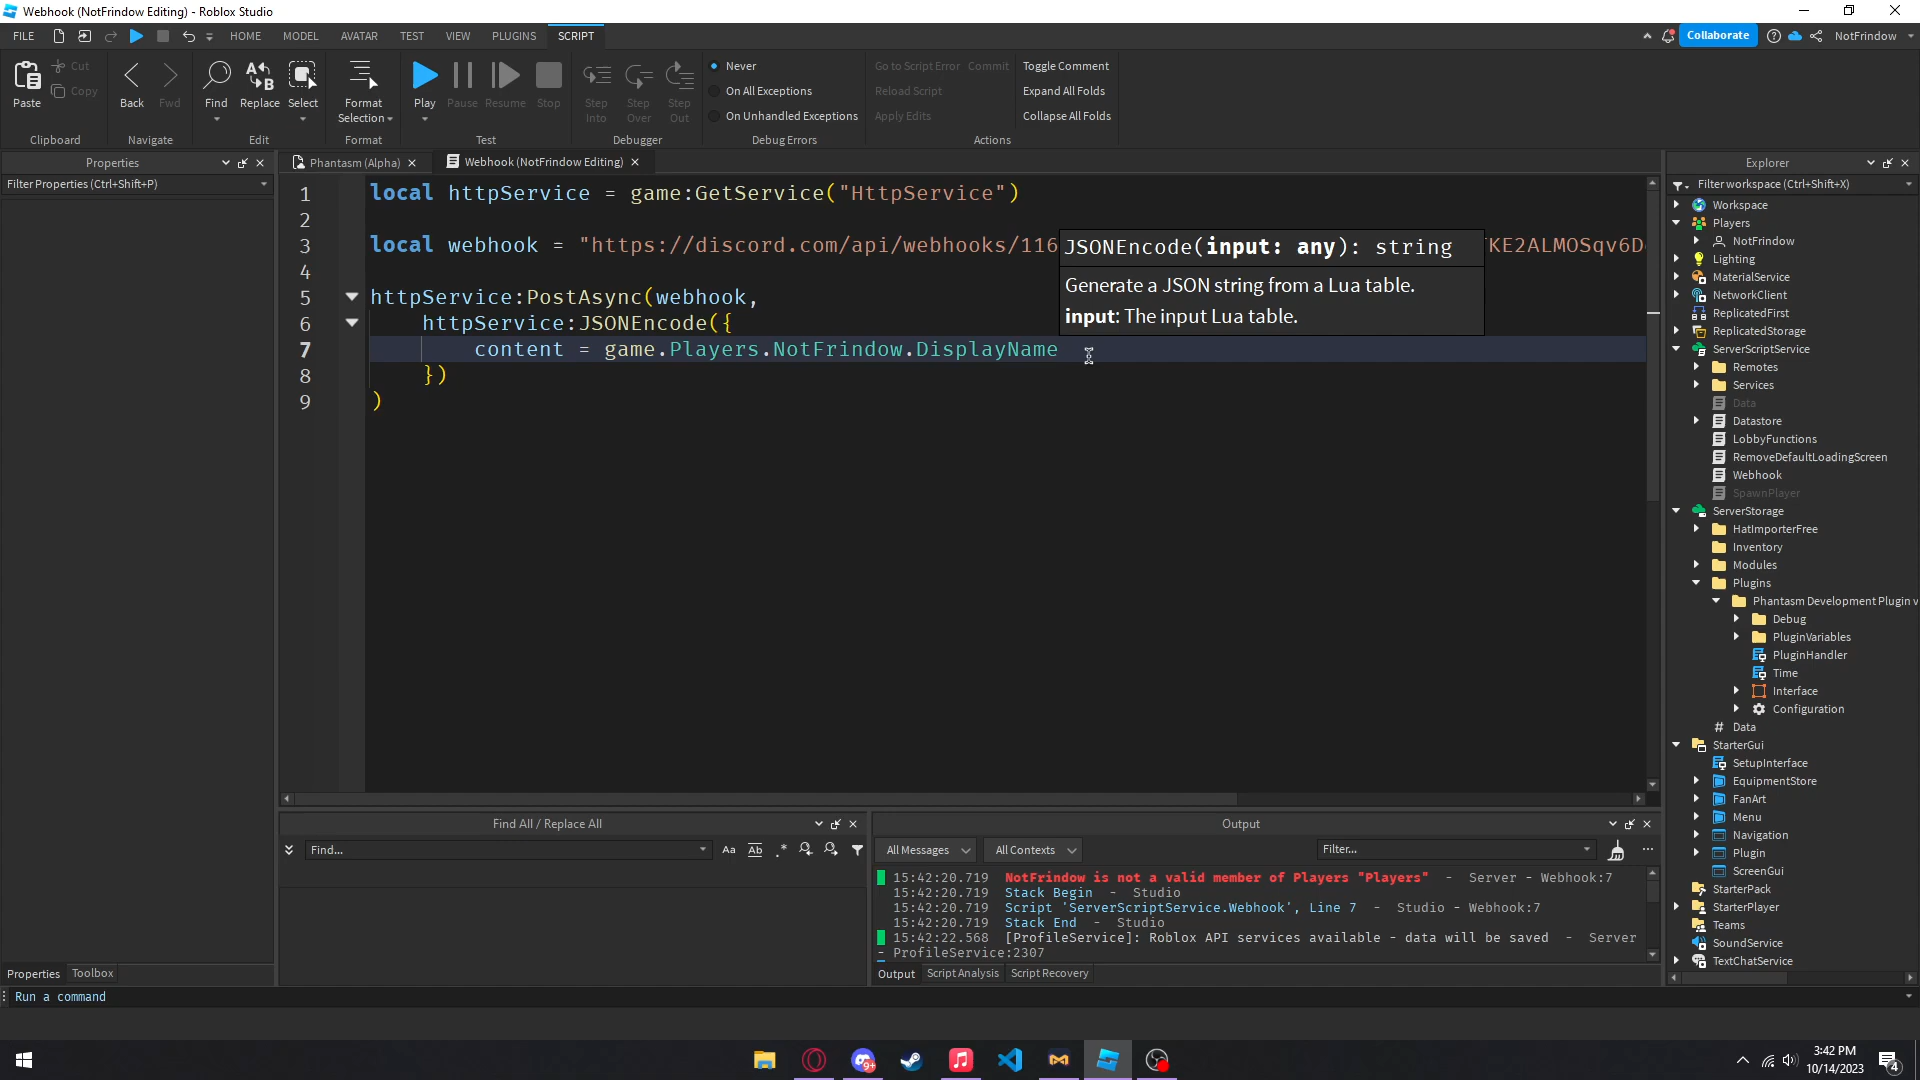 Webhook (NotFrindow Editing) - Roblox Studio
FILE HOME MODEL AVATAR TEST VIEW PLUGINS SCRIPT Collaborate NotFrindow
Paste Cut Copy
Clipboard
Back Fwd
Navigate
Find Replace Select
Edit
Format Selection
Format
Play Pause Resume Stop
Test
Step Into Step Over Step Out
Debugger
Never
On All Exceptions
On Unhandled Exceptions
Debug Errors
Go to Script Error Commit
Reload Script
Apply Edits
Toggle Comment
Expand All Folds
Collapse All Folds
Actions
Properties
Filter Properties (Ctrl+Shift+P)
Phantasm (Alpha) Webhook (NotFrindow Editing)
1 local httpService = game:GetService("HttpService")
2
3 local webhook = "https://discord.com/api/webhooks/116 KE2ALMOSqv6D
4
5 httpService:PostAsync(webhook,
6 httpService:JSONEncode({
7 content = game.Players.NotFrindow.DisplayName
8 })
9 )
JSONEncode(input: any): string
Generate a JSON string from a Lua table.
input: The input Lua table.
Explorer
Filter workspace (Ctrl+Shift+X)
Workspace
Players
NotFrindow
Lighting
MaterialService
NetworkClient
ReplicatedFirst
ReplicatedStorage
ServerScriptService
Remotes
Services
Data
Datastore
LobbyFunctions
RemoveDefaultLoadingScreen
Webhook
SpawnPlayer
ServerStorage
HatImporterFree
Inventory
Modules
Plugins
Phantasm Development Plugin v
Debug
PluginVariables
PluginHandler
Time
Interface
Configuration
# Data
StarterGui
SetupInterface
EquipmentStore
FanArt
Menu
Navigation
Plugin
ScreenGui
StarterPack
StarterPlayer
Teams
SoundService
TextChatService
Find All / Replace All
Find... Aa Ab .*
Output
All Messages All Contexts Filter...
15:42:20.719 NotFrindow is not a valid member of Players "Players" - Server - Webhook:7
15:42:20.719 Stack Begin - Studio
15:42:20.719 Script 'ServerScriptService.Webhook', Line 7 - Studio - Webhook:7
15:42:20.719 Stack End - Studio
15:42:22.568 [ProfileService]: Roblox API services available - data will be saved - Server
- ProfileService:2307
Output Script Analysis Script Recovery
Properties Toolbox
Run a command
9+
3:42 PM
10/14/2023
4